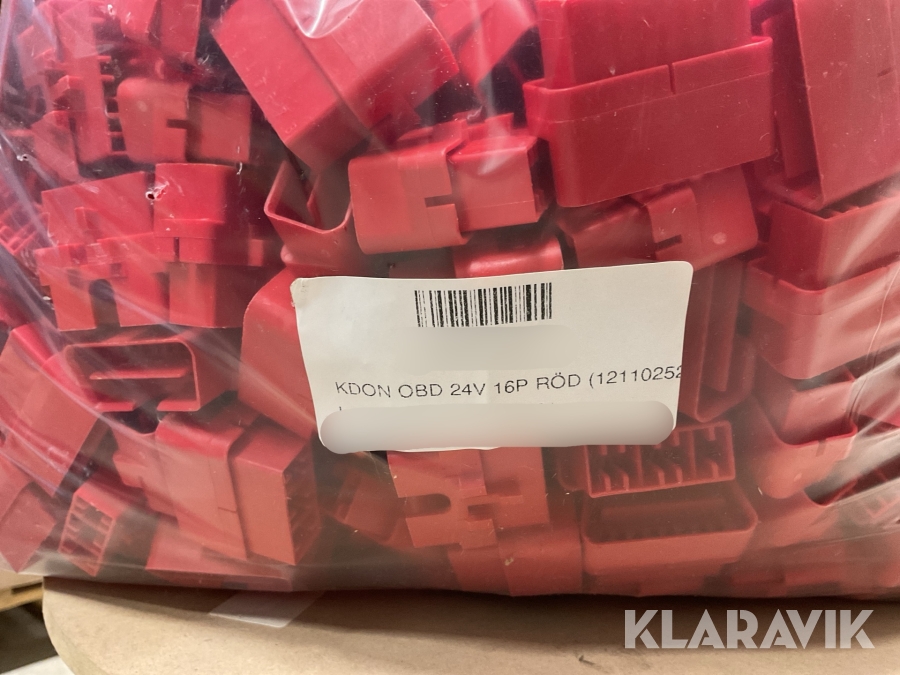 KDON OBD 24V 16P RÖD (12110252
KLARAVIK